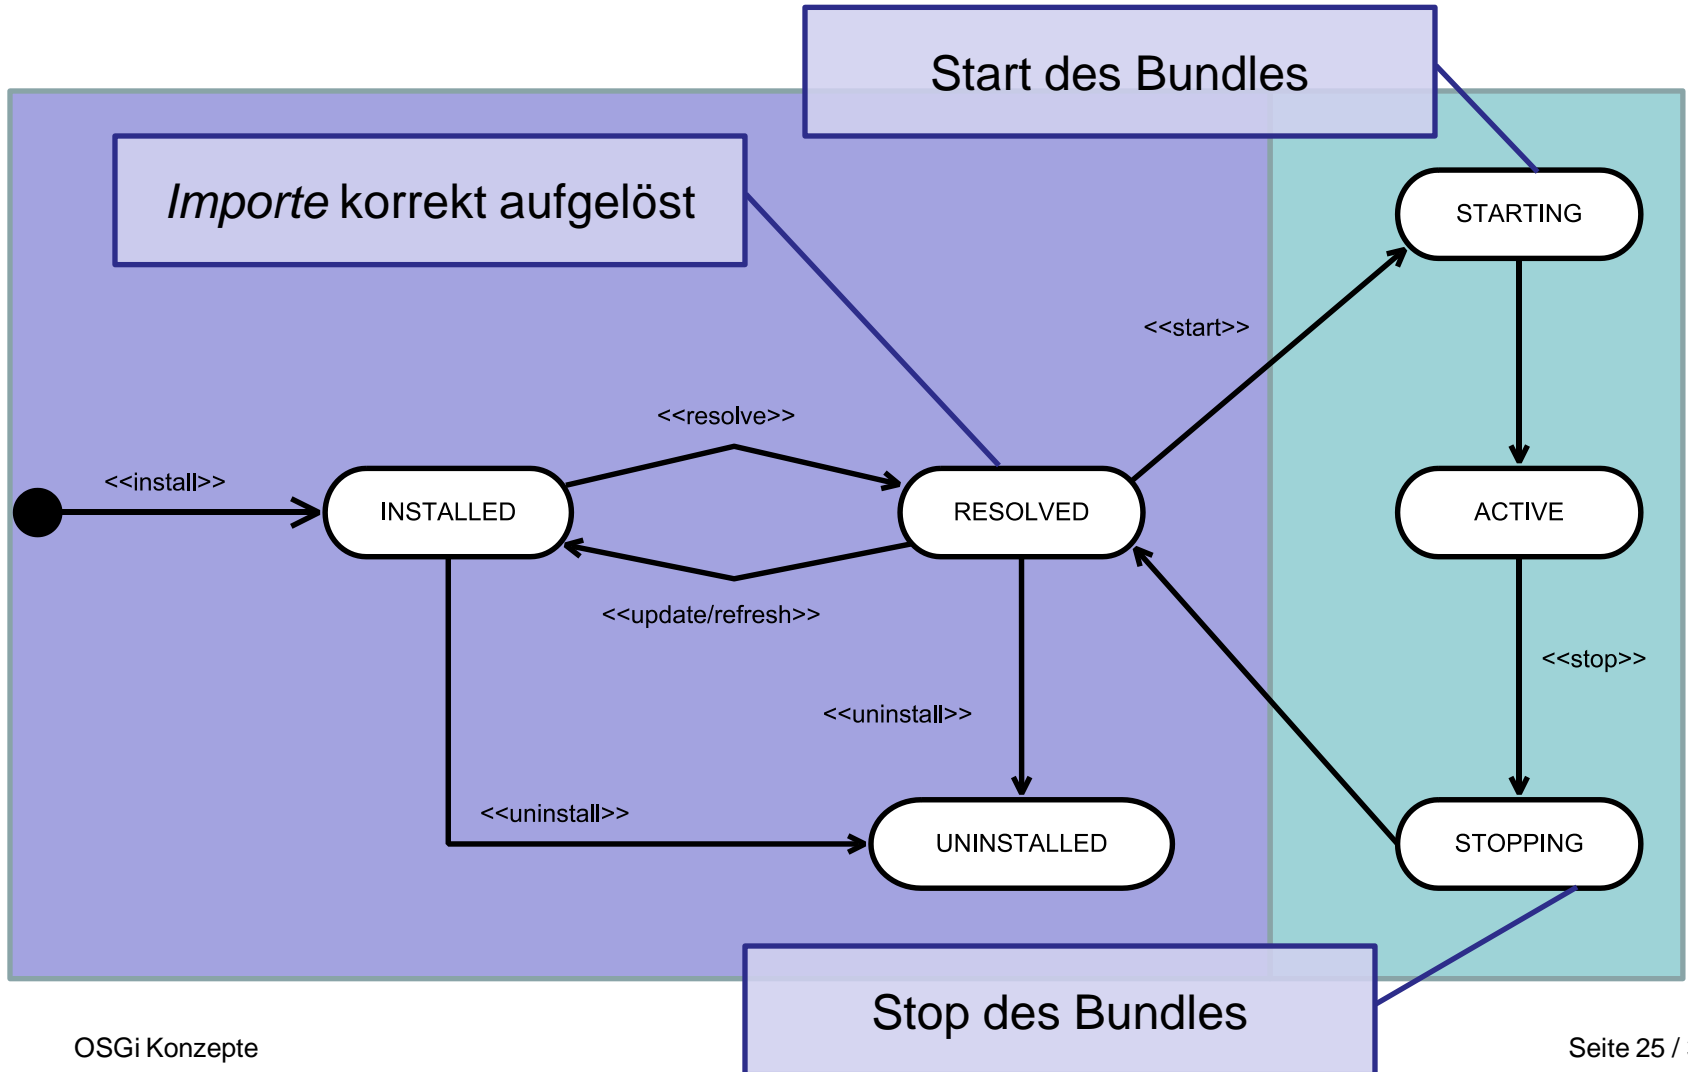 Start des Bundles
Importe korrekt aufgelöst
STARTING
<<start>>
<<resolve>>
<<install>>
INSTALLED
RESOLVED
ACTIVE
<<update/refresh>>
<<stop>>
<<uninstall>>
<<uninstall>>
UNINSTALLED
STOPPING
Stop des Bundles
OSGi Konzepte
Seite 25 /